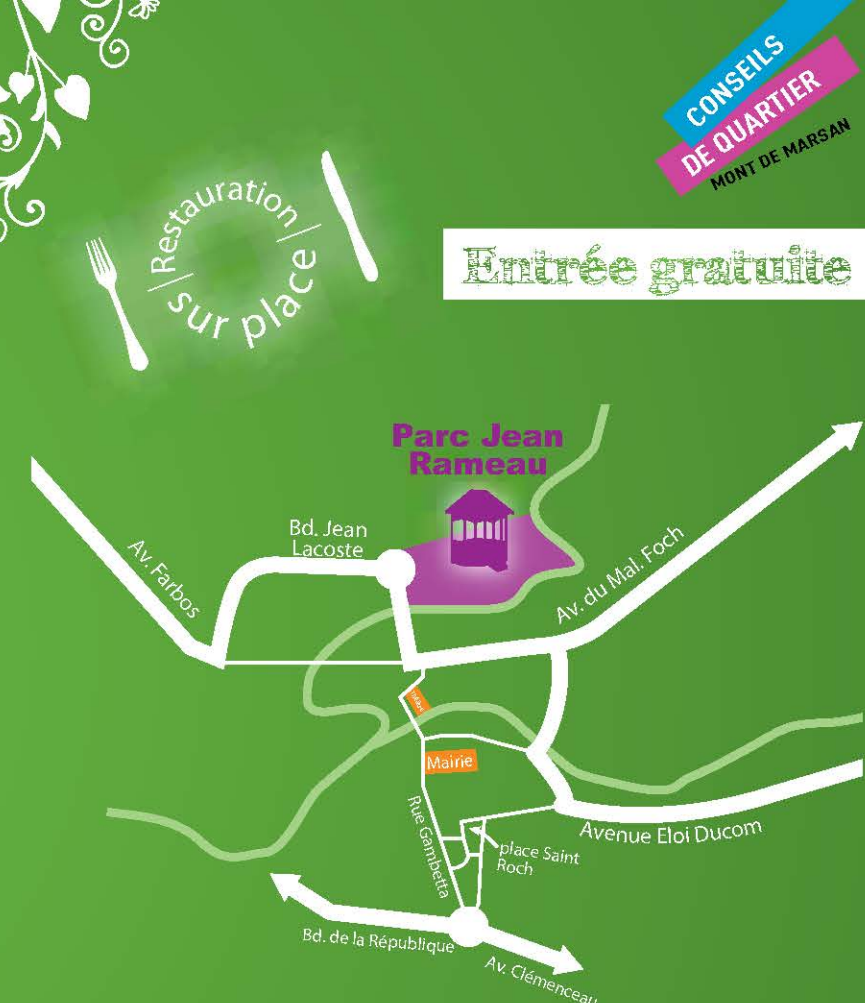 CONSEILS
DE QUARTIER
MONT DE MARSAN
Restauration
sur place
Entrée gratuite
Parc Jean
Rameau
Bd. Jean
Lacoste
Av. Farbos
Av. du Mal. Foch
Mairie
Rue Gambetta
place Saint
Roch
Avenue Eloi Ducom
Bd. de la République
Av. Clémenceau